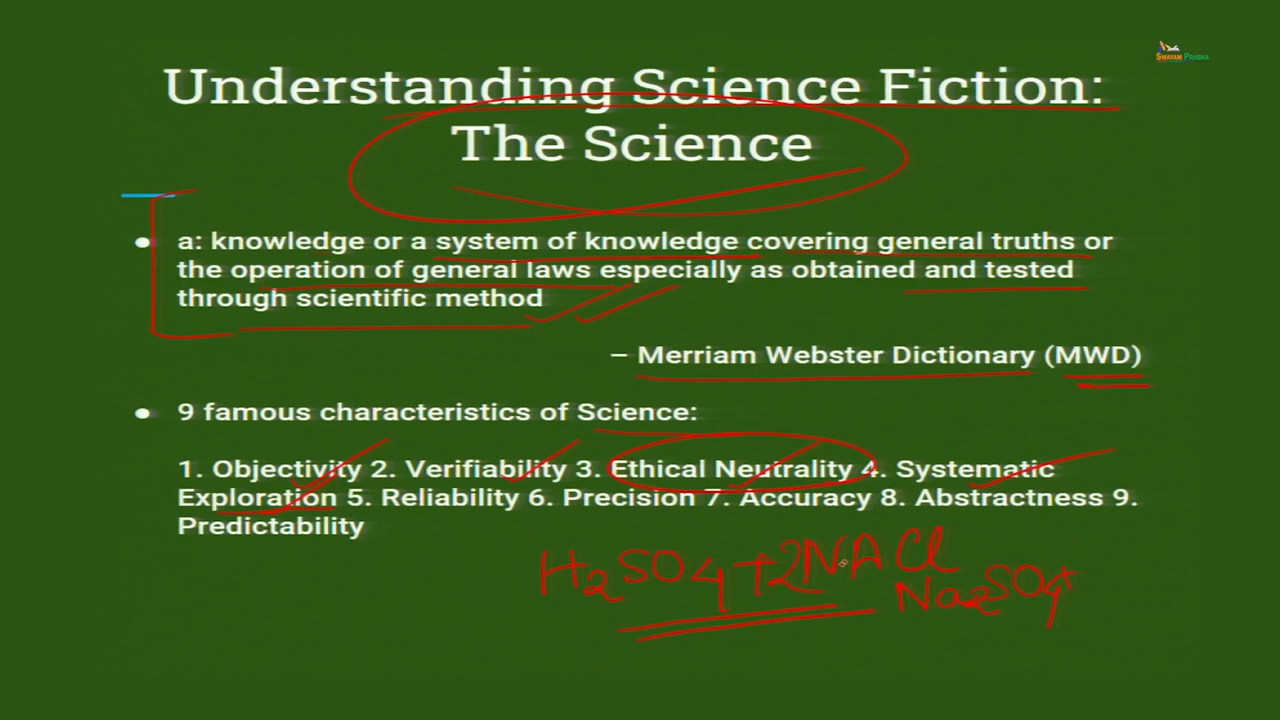 SWAYAM PRABHA
Understanding Science Fiction:
The Science
● a: knowledge or a system of knowledge covering general truths or
the operation of general laws especially as obtained and tested
through scientific method
– Merriam Webster Dictionary (MWD)
● 9 famous characteristics of Science:
1. Objectivity 2. Verifiability 3. Ethical Neutrality 4. Systematic
Exploration 5. Reliability 6. Precision 7. Accuracy 8. Abstractness 9.
Predictability
H2SO4+2NACl
Na2SO4+